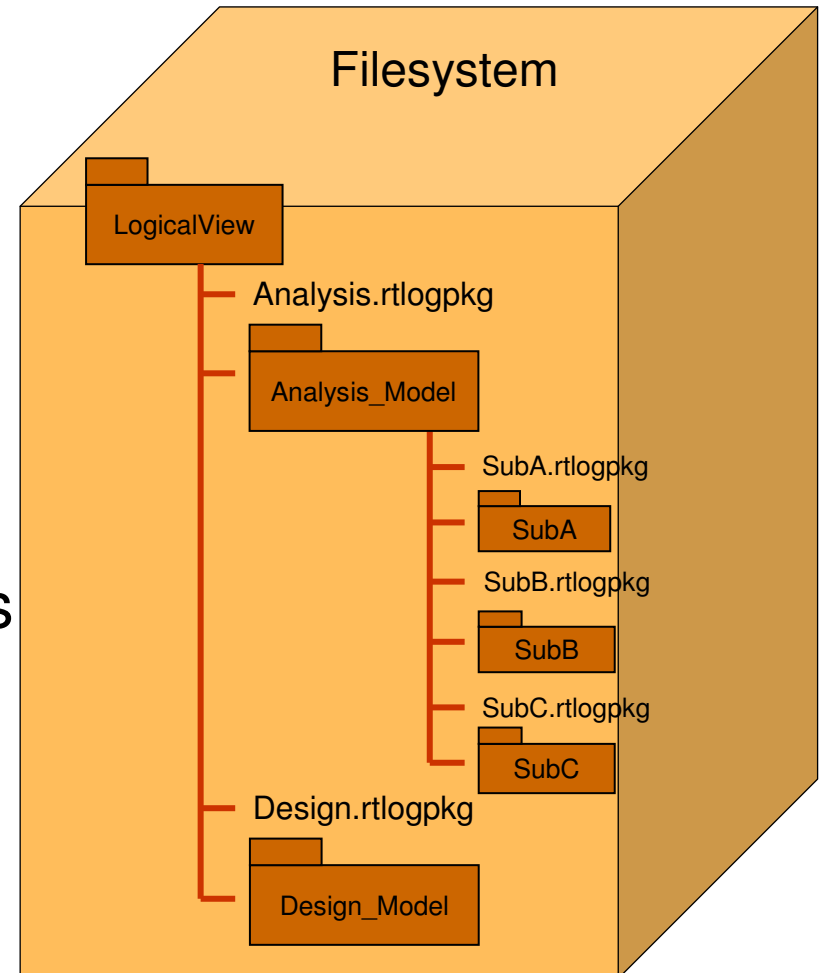 Filesystem
LogicalView
Analysis.rtlogpkg
Analysis_Model
SubA.rtlogpkg
SubA
s
SubB.rtlogpkg
SubB
SubC.rtlogpkg
SubC
Design.rtlogpkg
Design_Model